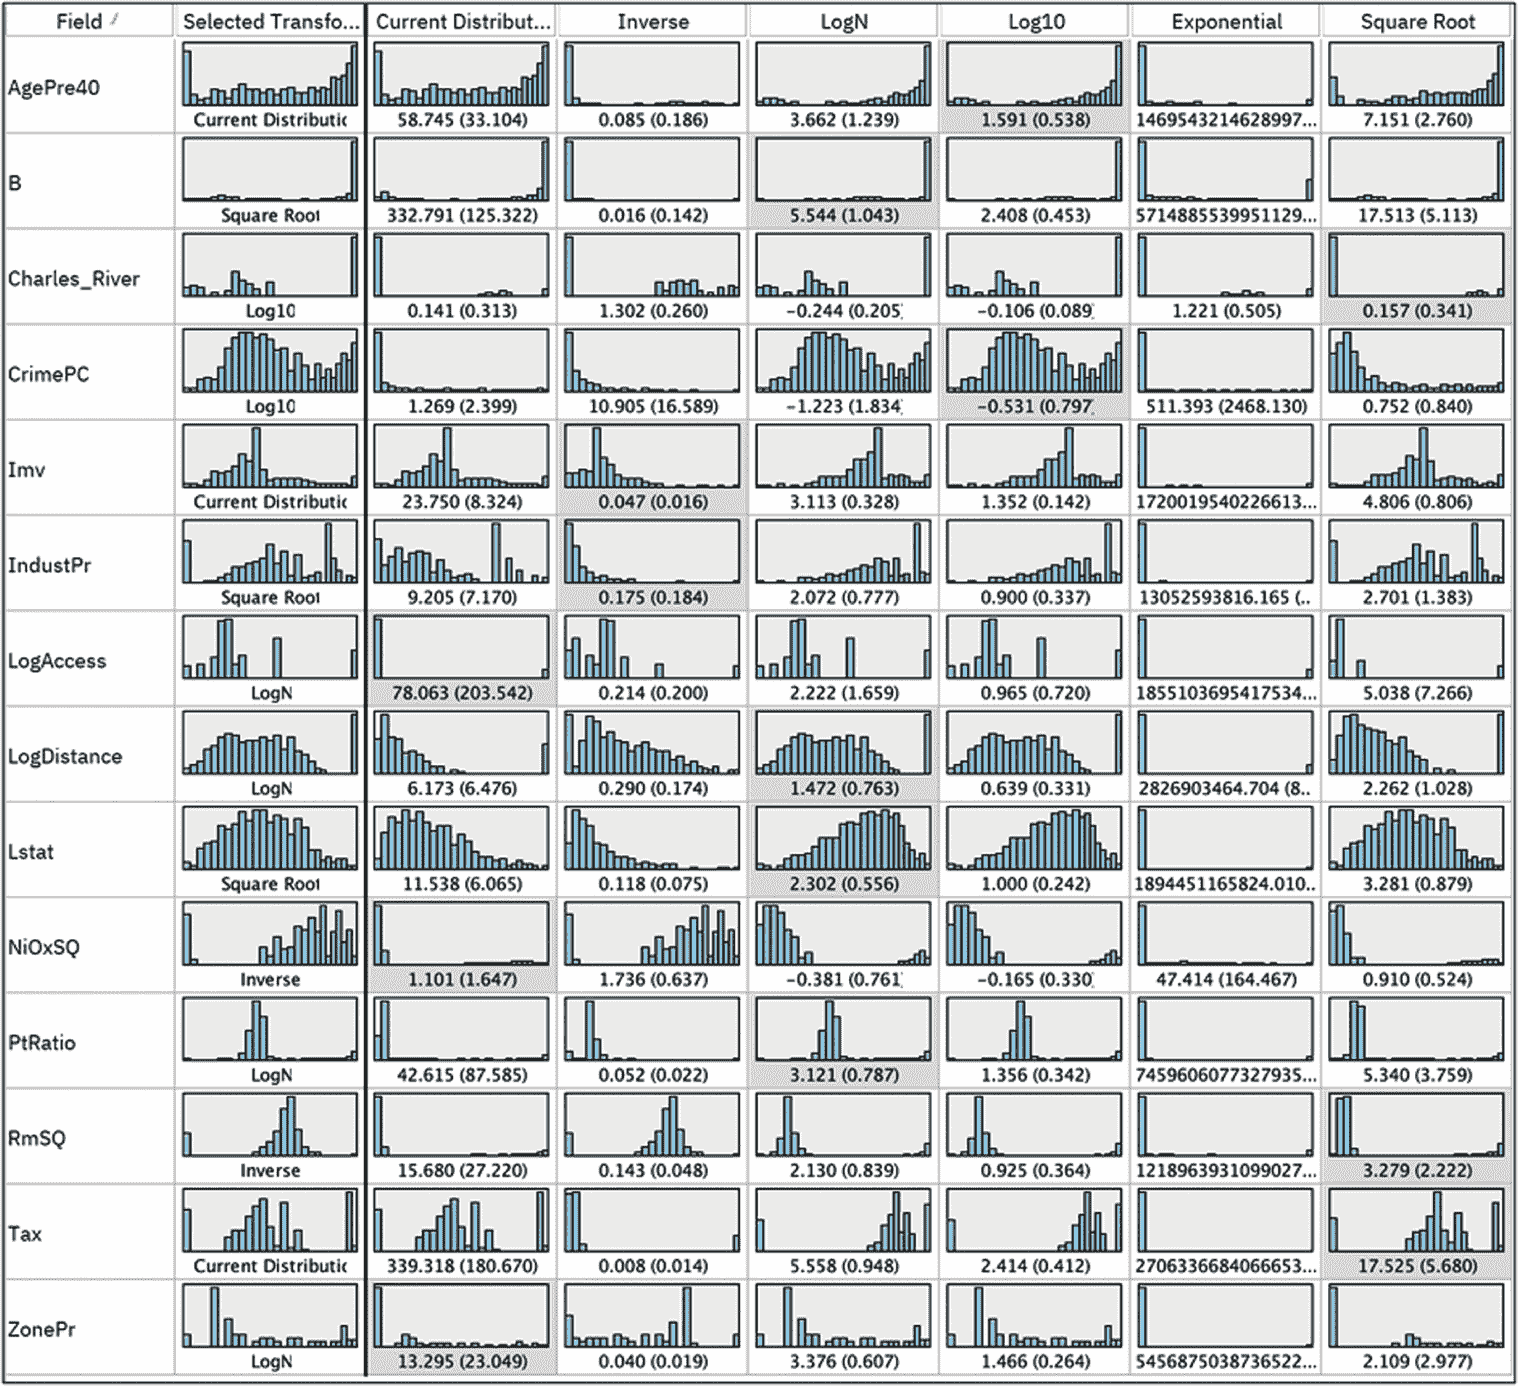 Field Selected Transfo... Current Distribut... Inverse LogN Log10 Exponential Square Root
AgePre40
Current Distributic 58.745 (33.104) 0.085 (0.186) 3.662 (1.239) 1.591 (0.538) 1469543214628997... 7.151 (2.760)
B
Square Root 332.791 (125.322) 0.016 (0.142) 5.544 (1.043) 2.408 (0.453) 5714885539951129... 17.513 (5.113)
Charles_River
Log10 0.141 (0.313) 1.302 (0.260) -0.244 (0.205) -0.106 (0.089) 1.221 (0.505) 0.157 (0.341)
CrimePC
Log10 1.269 (2.399) 10.905 (16.589) -1.223 (1.834) -0.531 (0.797) 511.393 (2468.130) 0.752 (0.840)
Imv
Current Distributic 23.750 (8.324) 0.047 (0.016) 3.113 (0.328) 1.352 (0.142) 1720019540226613... 4.806 (0.806)
IndustPr
Square Root 9.205 (7.170) 0.175 (0.184) 2.072 (0.777) 0.900 (0.337) 13052593816.165 (.. 2.701 (1.383)
LogAccess
LogN 78.063 (203.542) 0.214 (0.200) 2.222 (1.659) 0.965 (0.720) 1855103695417534... 5.038 (7.266)
LogDistance
LogN 6.173 (6.476) 0.290 (0.174) 1.472 (0.763) 0.639 (0.331) 2826903464.704 (8.. 2.262 (1.028)
Lstat
Square Root 11.538 (6.065) 0.118 (0.075) 2.302 (0.556) 1.000 (0.242) 1894451165824.010.. 3.281 (0.879)
NiOxSQ
Inverse 1.101 (1.647) 1.736 (0.637) -0.381 (0.761) -0.165 (0.330) 47.414 (164.467) 0.910 (0.524)
PtRatio
LogN 42.615 (87.585) 0.052 (0.022) 3.121 (0.787) 1.356 (0.342) 7459606077327935... 5.340 (3.759)
RmSQ
Inverse 15.680 (27.220) 0.143 (0.048) 2.130 (0.839) 0.925 (0.364) 1218963931099027... 3.279 (2.222)
Tax
Current Distributic 339.318 (180.670) 0.008 (0.014) 5.558 (0.948) 2.414 (0.412) 2706336684066653... 17.525 (5.680)
ZonePr
LogN 13.295 (23.049) 0.040 (0.019) 3.376 (0.607) 1.466 (0.264) 5456875038736522... 2.109 (2.977)